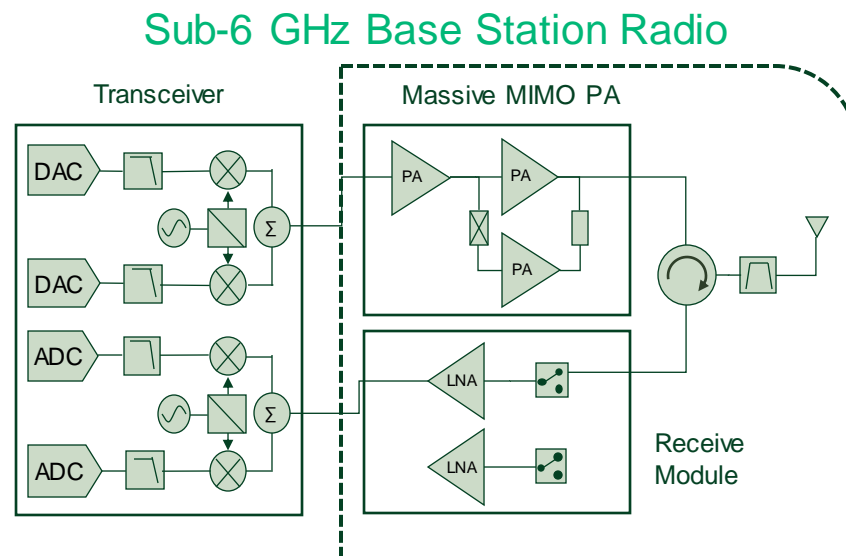 Sub-6 GHz Base Station Radio
Transceiver
Massive MIMO PA
DAC
Σ
DAC
ADC
Σ
ADC
PA
PA
PA
LNA
LNA
Receive
Module